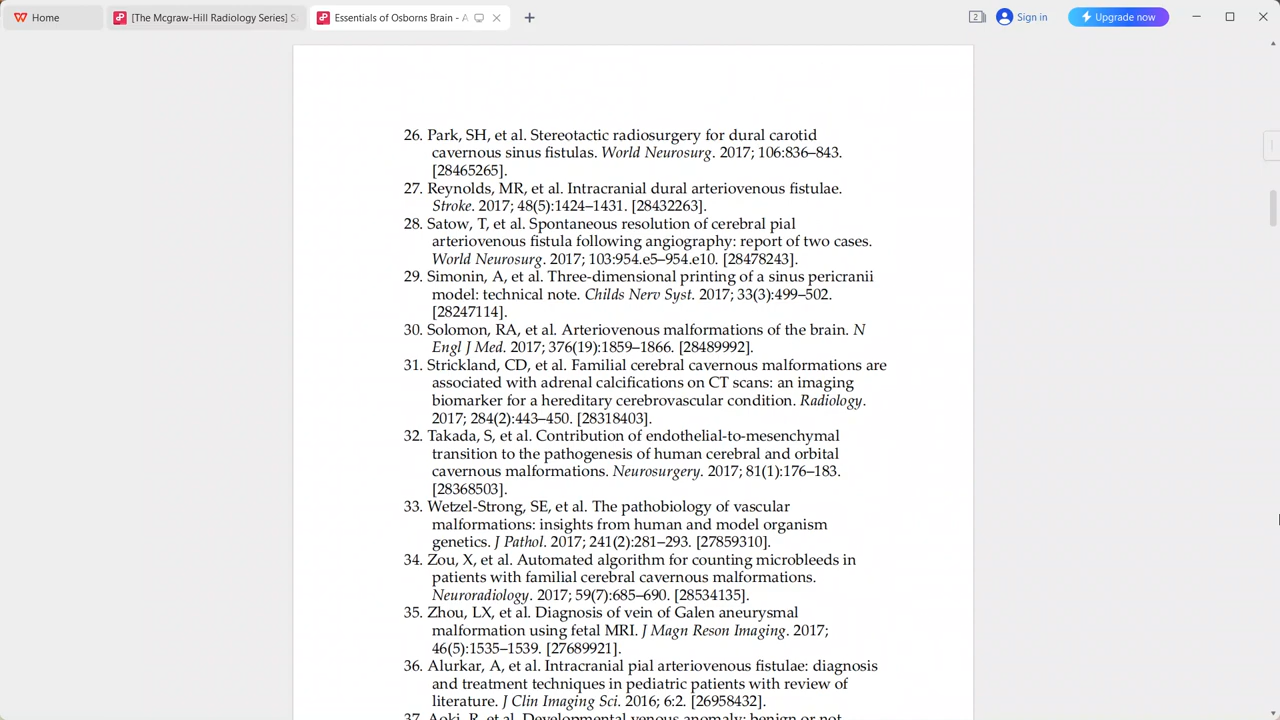 Home
[The Mcgraw-Hill Radiology Series] S
Essentials of Osborns Brain - A
2
Sign in
Upgrade now
26. Park, SH, et al. Stereotactic radiosurgery for dural carotid
cavernous sinus fistulas. World Neurosurg. 2017; 106:836–843.
[28465265].
27. Reynolds, MR, et al. Intracranial dural arteriovenous fistulae.
Stroke. 2017; 48(5):1424–1431. [28432263].
28. Satow, T, et al. Spontaneous resolution of cerebral pial
arteriovenous fistula following angiography: report of two cases.
World Neurosurg. 2017; 103:954.e5–954.e10. [28478243].
29. Simonin, A, et al. Three-dimensional printing of a sinus pericranii
model: technical note. Childs Nerv Syst. 2017; 33(3):499–502.
[28247114].
30. Solomon, RA, et al. Arteriovenous malformations of the brain. N
Engl J Med. 2017; 376(19):1859–1866. [28489992].
31. Strickland, CD, et al. Familial cerebral cavernous malformations are
associated with adrenal calcifications on CT scans: an imaging
biomarker for a hereditary cerebrovascular condition. Radiology.
2017; 284(2):443–450. [28318403].
32. Takada, S, et al. Contribution of endothelial-to-mesenchymal
transition to the pathogenesis of human cerebral and orbital
cavernous malformations. Neurosurgery. 2017; 81(1):176–183.
[28368503].
33. Wetzel-Strong, SE, et al. The pathobiology of vascular
malformations: insights from human and model organism
genetics. J Pathol. 2017; 241(2):281–293. [27859310].
34. Zou, X, et al. Automated algorithm for counting microbleeds in
patients with familial cerebral cavernous malformations.
Neuroradiology. 2017; 59(7):685–690. [28534135].
35. Zhou, LX, et al. Diagnosis of vein of Galen aneurysmal
malformation using fetal MRI. J Magn Reson Imaging. 2017;
46(5):1535–1539. [27689921].
36. Alurkar, A, et al. Intracranial pial arteriovenous fistulae: diagnosis
and treatment techniques in pediatric patients with review of
literature. J Clin Imaging Sci. 2016; 6:2. [26958432].
37. Aoki, R, et al. Developmental venous anomaly: benign or not